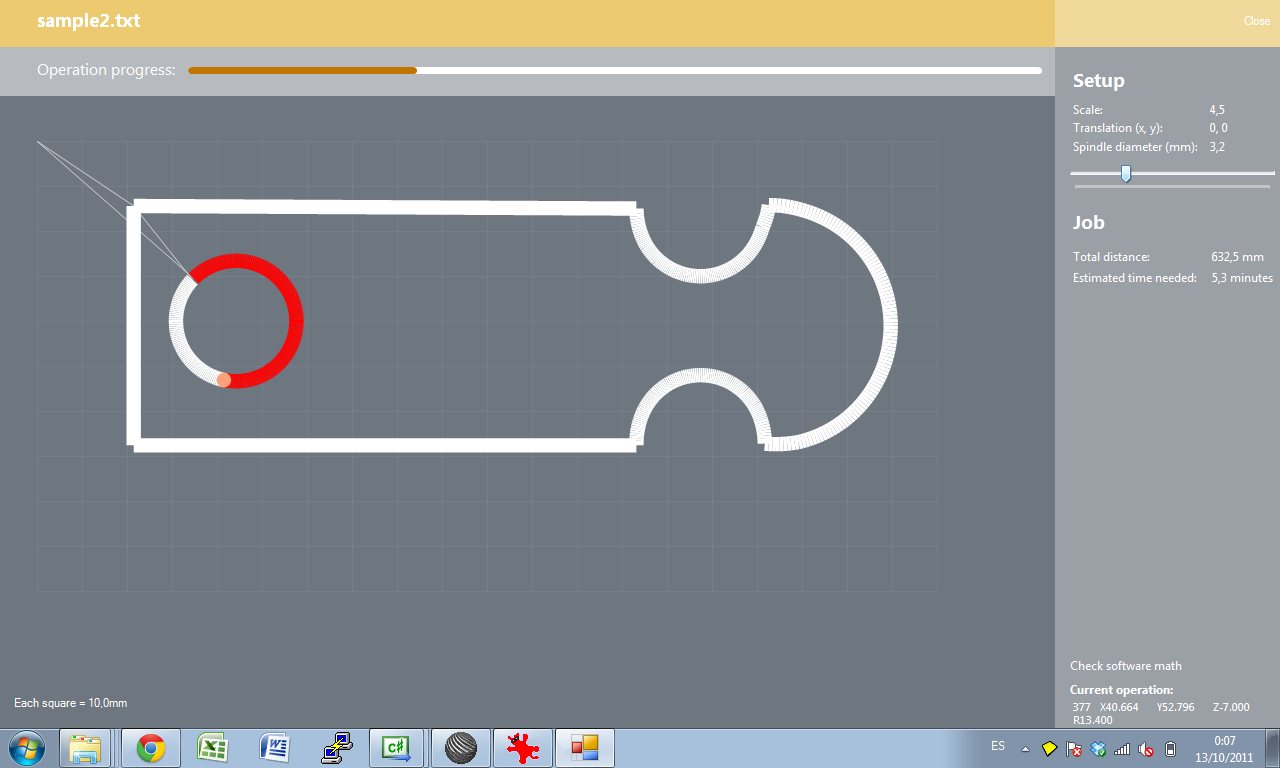 sample2.txt
Close
Operation progress:
Setup
Scale: 4,5
Translation (x, y): 0, 0
Spindle diameter (mm): 3,2
Job
Total distance: 632,5 mm
Estimated time needed: 5,3 minutes
Check software math
Current operation:
377 X40.664 Y52.796 Z-7.000
R13.400
Each square = 10,0mm
C#
ES
0:07
13/10/2011